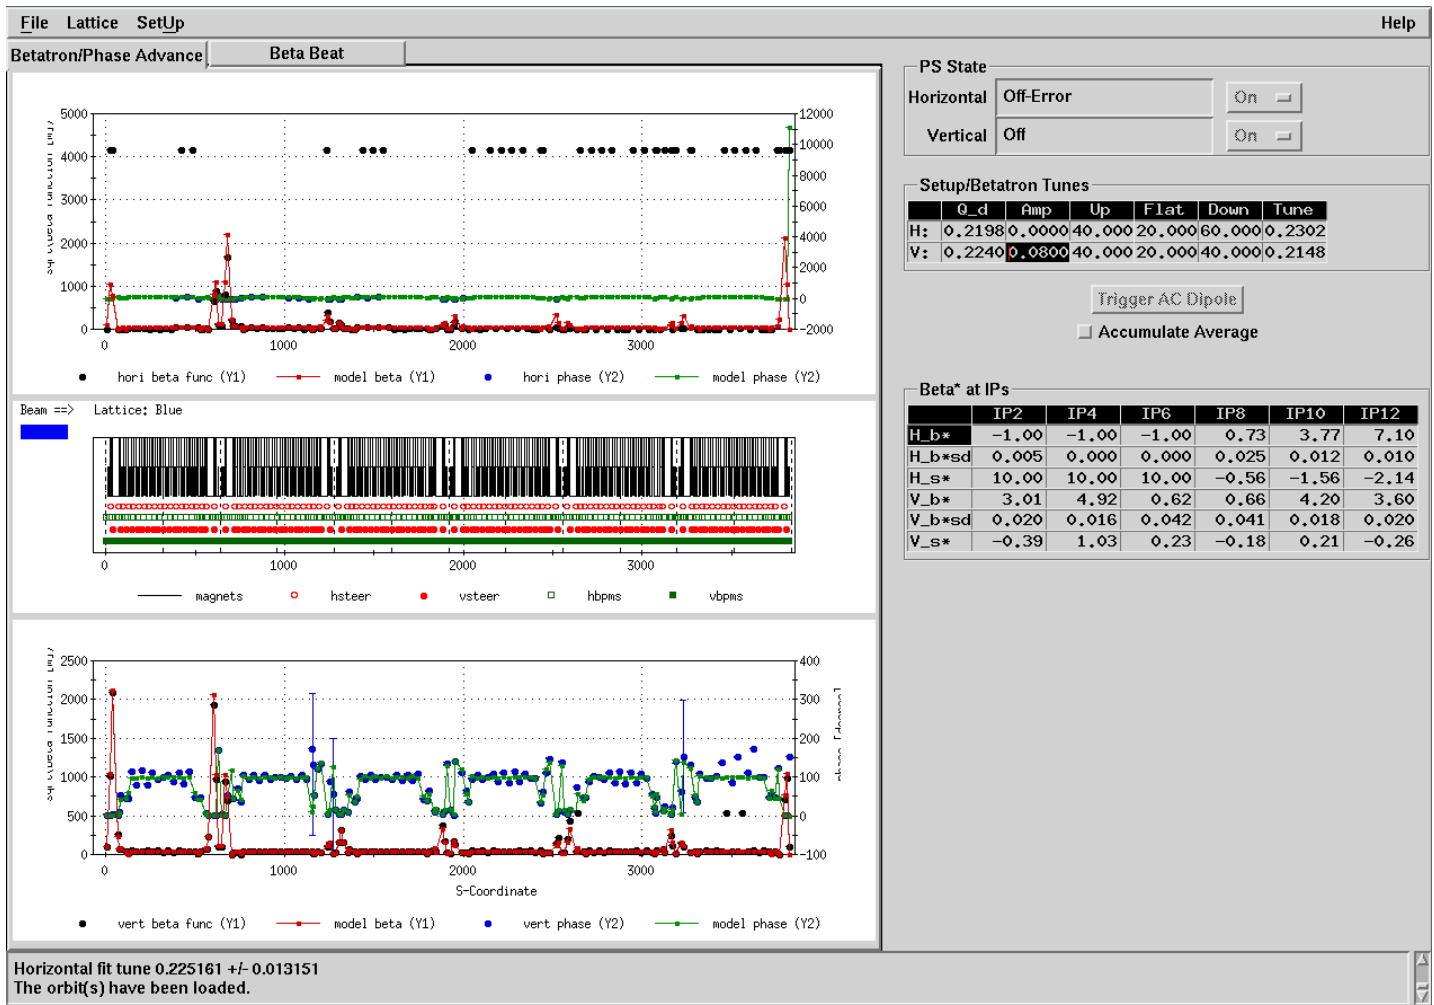 File Lattice SetUp Help
Betatron/Phase Advance Beta Beat
5000 12000
4000 10000
8000
3000 6000
2000 4000
2000
1000 0
0 -2000
0 1000 2000 3000
hori beta func (Y1) model beta (Y1) hori phase (Y2) model phase (Y2)
Beam ==> Lattice: Blue
0 1000 2000 3000
magnets hsteer vsteer hbpms vbpms
2500 400
2000 300
1500 200
1000 100
500 0
0 -100
0 1000 2000 3000
S-Coordinate
vert beta func (Y1) model beta (Y1) vert phase (Y2) model phase (Y2)
PS State
Horizontal Off-Error On
Vertical Off On
Setup/Betatron Tunes
Q_d Amp Up Flat Down Tune
H: 0.2198 0.0000 40.000 20.000 60.000 0.2302
V: 0.2240 0.0800 40.000 20.000 40.000 0.2148
Trigger AC Dipole
Accumulate Average
Beta* at IPs
IP2 IP4 IP6 IP8 IP10 IP12
H_b* -1.00 -1.00 -1.00 0.73 3.77 7.10
H_b*sd 0.005 0.000 0.000 0.025 0.012 0.010
H_s* 10.00 10.00 10.00 -0.56 -1.56 -2.14
V_b* 3.01 4.92 0.62 0.66 4.20 3.60
V_b*sd 0.020 0.016 0.042 0.041 0.018 0.020
V_s* -0.39 1.03 0.23 -0.18 0.21 -0.26
Horizontal fit tune 0.225161 +/- 0.013151
The orbit(s) have been loaded.